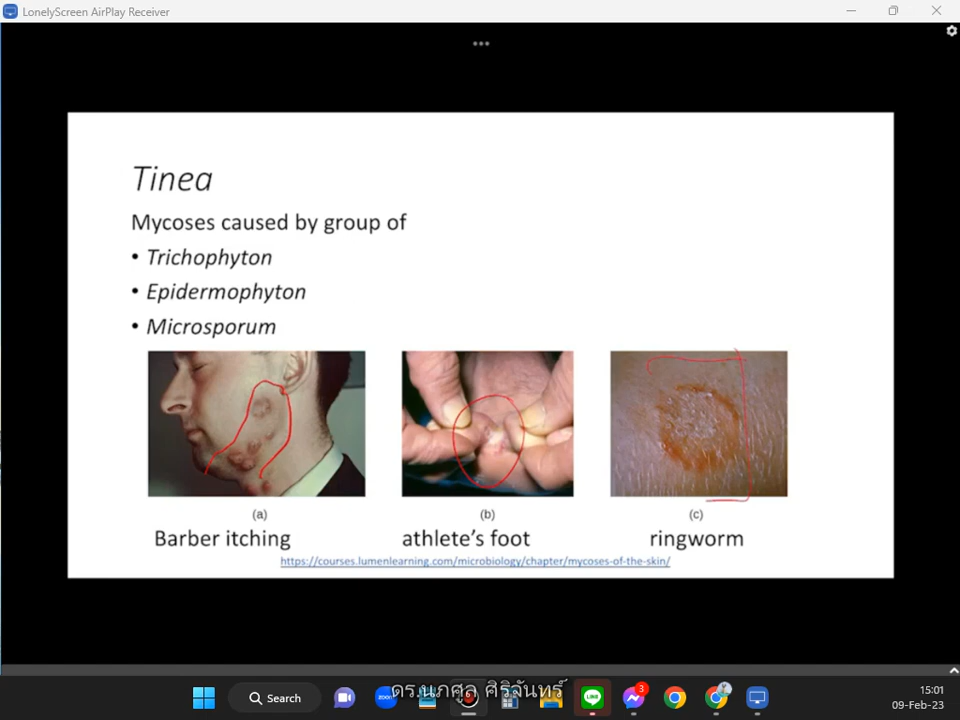 LonelyScreen AirPlay Receiver
Tinea
Mycoses caused by group of
• Trichophyton
• Epidermophyton
• Microsporum
(a) (b) (c)
Barber itching athlete's foot ringworm
https://courses.lumenlearning.com/microbiology/chapter/mycoses-of-the-skin/
Search
zoom
3
ดร.นภศูล ศิริจันทร์
15:01
09-Feb-23